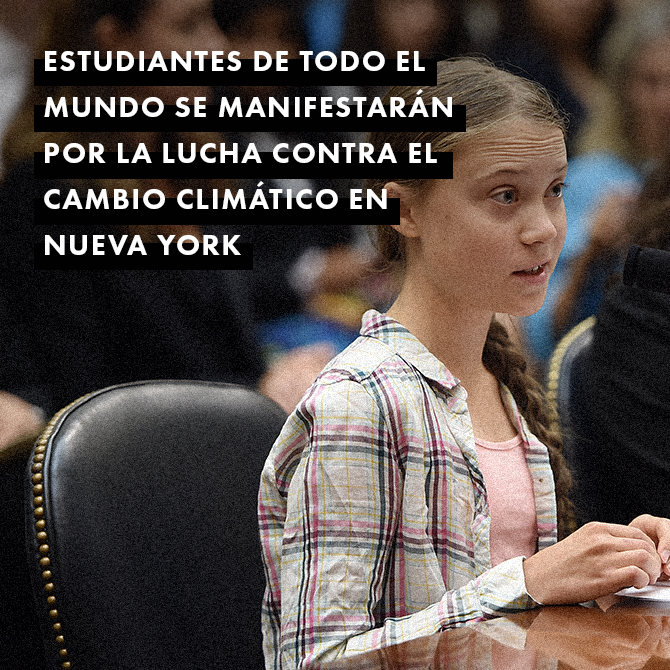 ESTUDIANTES DE TODO EL
MUNDO SE MANIFESTARÁN
POR LA LUCHA CONTRA EL
CAMBIO CLIMÁTICO EN
NUEVA YORK